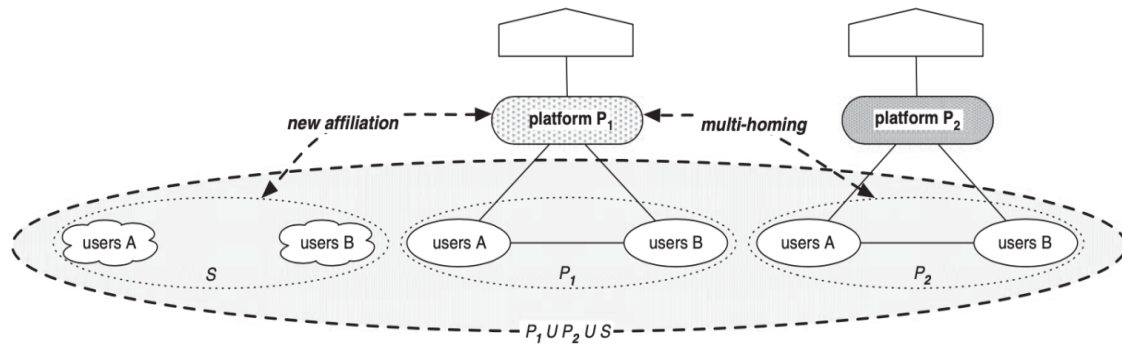 platform P1
platform P2
new affiliation
multi-homing
users A
users B
users A
users B
users A
users B
S
P1
P2
P1 U P2 U S